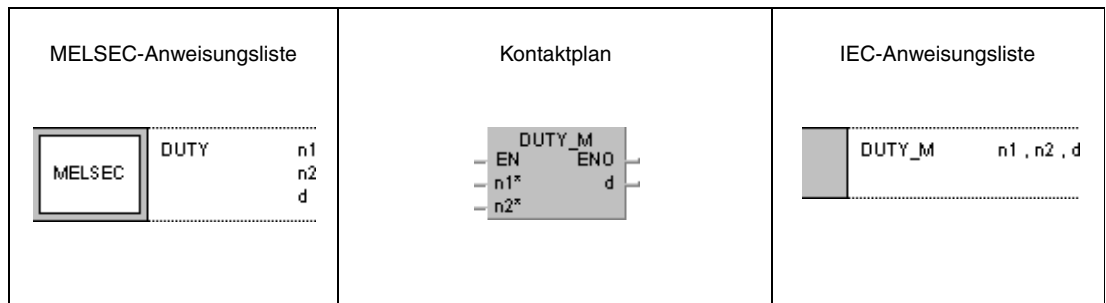 MELSEC-Anweisungsliste
MELSEC
DUTY n1
n2
d
Kontaktplan
DUTY_M
EN ENO
n1* d
n2*
IEC-Anweisungsliste
DUTY_M n1 , n2 , d